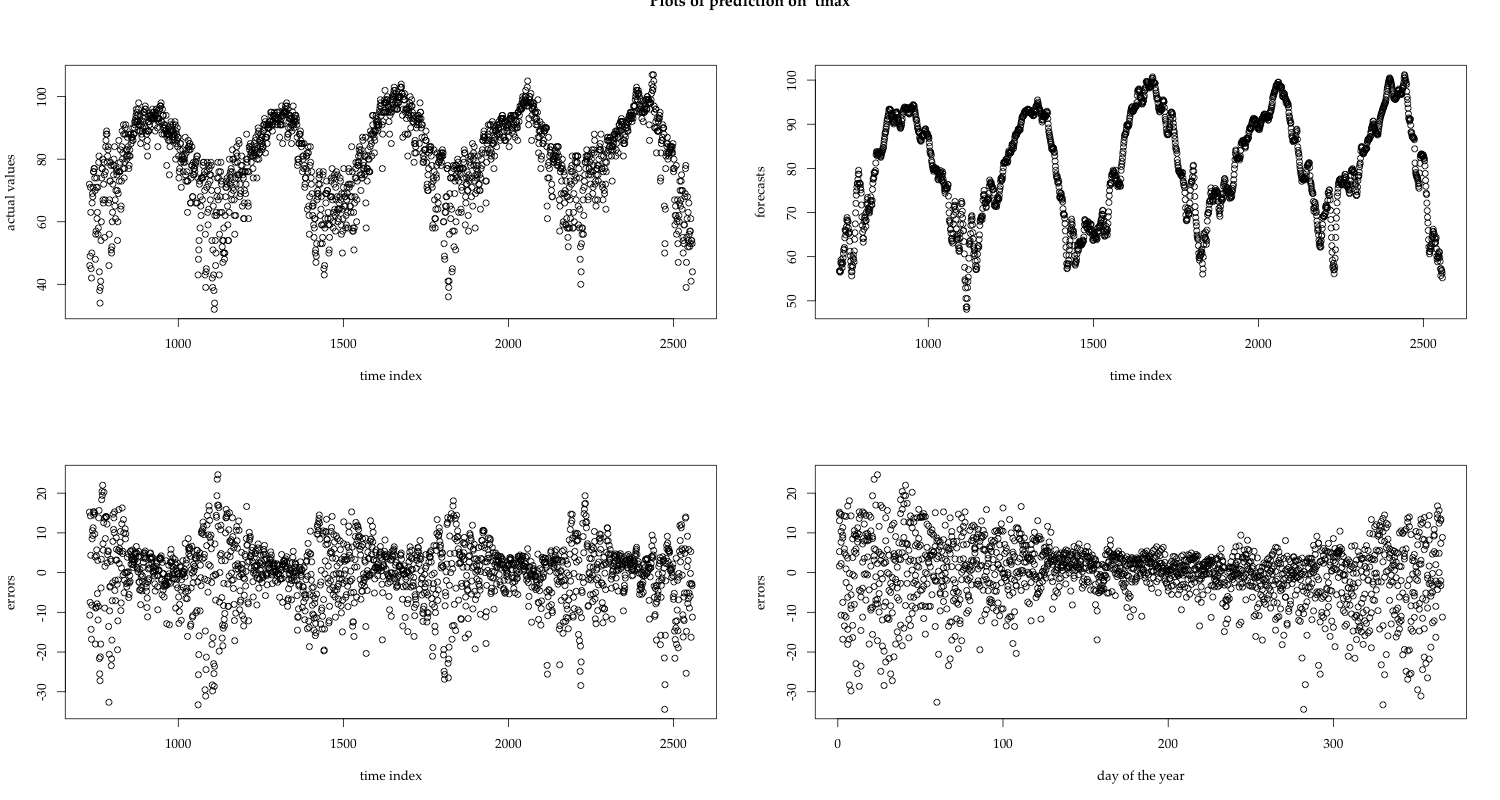 Plots of prediction on 'tmax'
actual values
100
80
60
40
1000 1500 2000 2500
time index
forecasts
100
90
80
70
60
50
1000 1500 2000 2500
time index
errors
20
10
0
-10
-20
-30
1000 1500 2000 2500
time index
errors
20
10
0
-10
-20
-30
0 100 200 300
day of the year